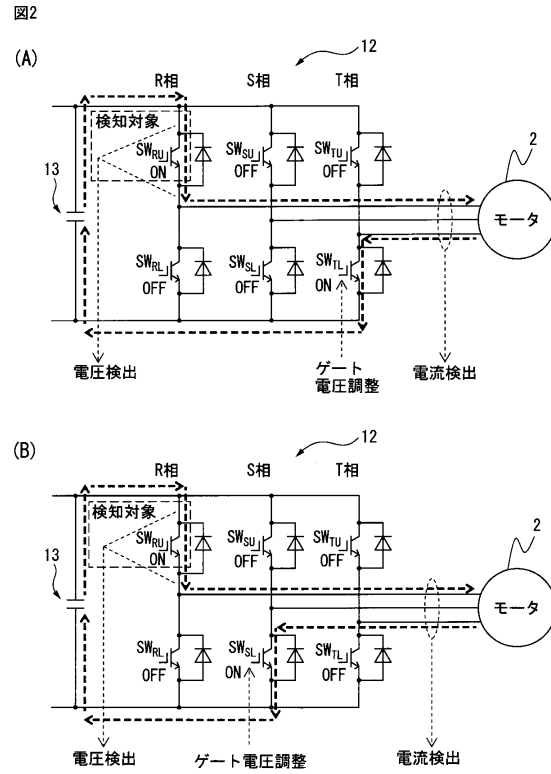 図2
(A)
12
R相 S相 T相
検知対象
2
13
SWRU
ON
SWSU
OFF
SWTU
OFF
モータ
SWRL
OFF
SWSL
OFF
SWTL
ON
電圧検出
ゲート
電圧調整
電流検出
(B)
12
R相 S相 T相
検知対象
2
13
SWRU
ON
SWSU
OFF
SWTU
OFF
モータ
SWRL
OFF
SWSL
ON
SWTL
OFF
電圧検出
ゲート電圧調整
電流検出